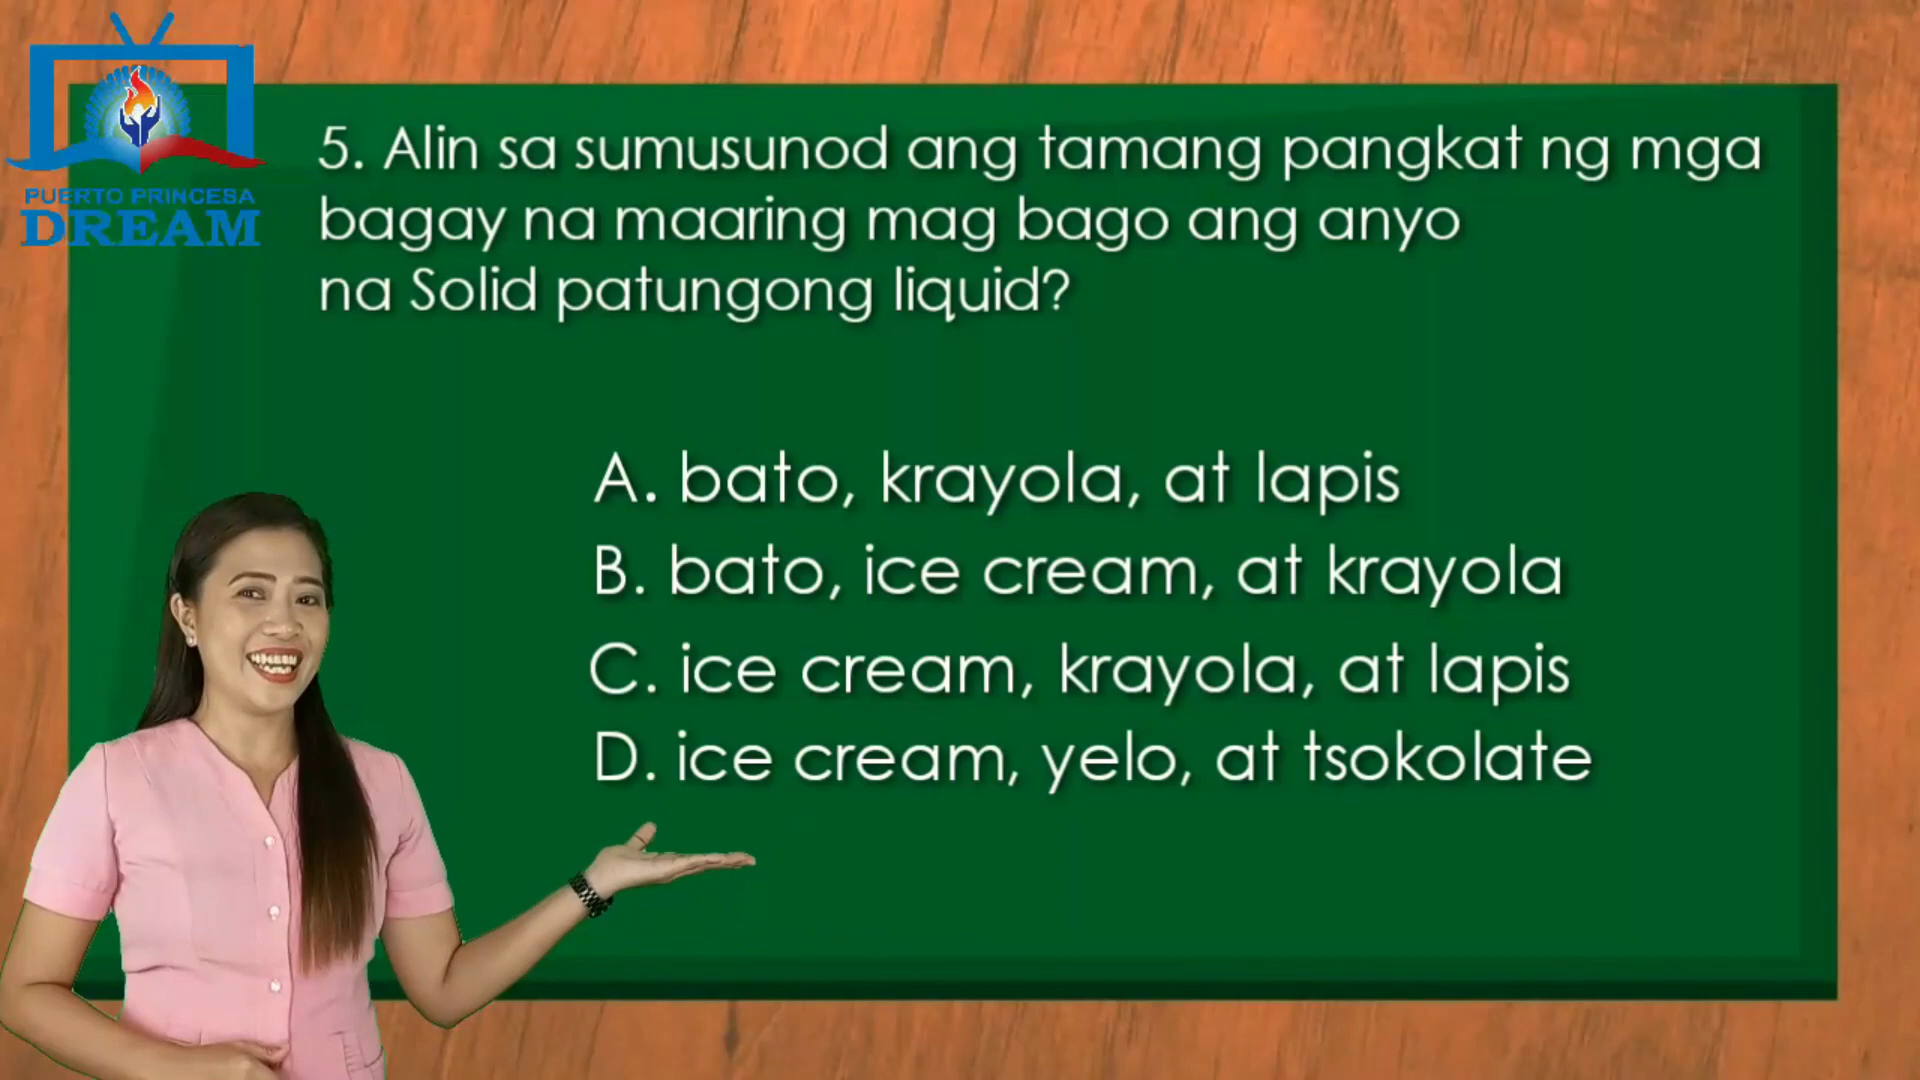 PUERTO PRINCESA
DREAM
5. Alin sa sumusunod ang tamang pangkat ng mga
bagay na maaring mag bago ang anyo
na Solid patungong liquid?
A. bato, krayola, at lapis
B. bato, ice cream, at krayola
C. ice cream, krayola, at lapis
D. ice cream, yelo, at tsokolate